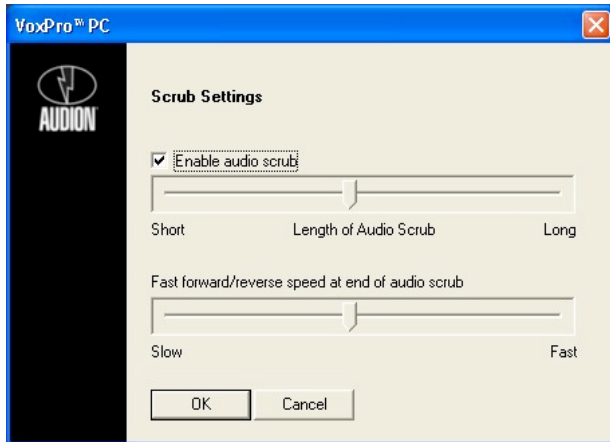 VoxPro™ PC
AUDION
Scrub Settings
Enable audio scrub
Short Length of Audio Scrub Long
Fast forward/reverse speed at end of audio scrub
Slow Fast
OK Cancel